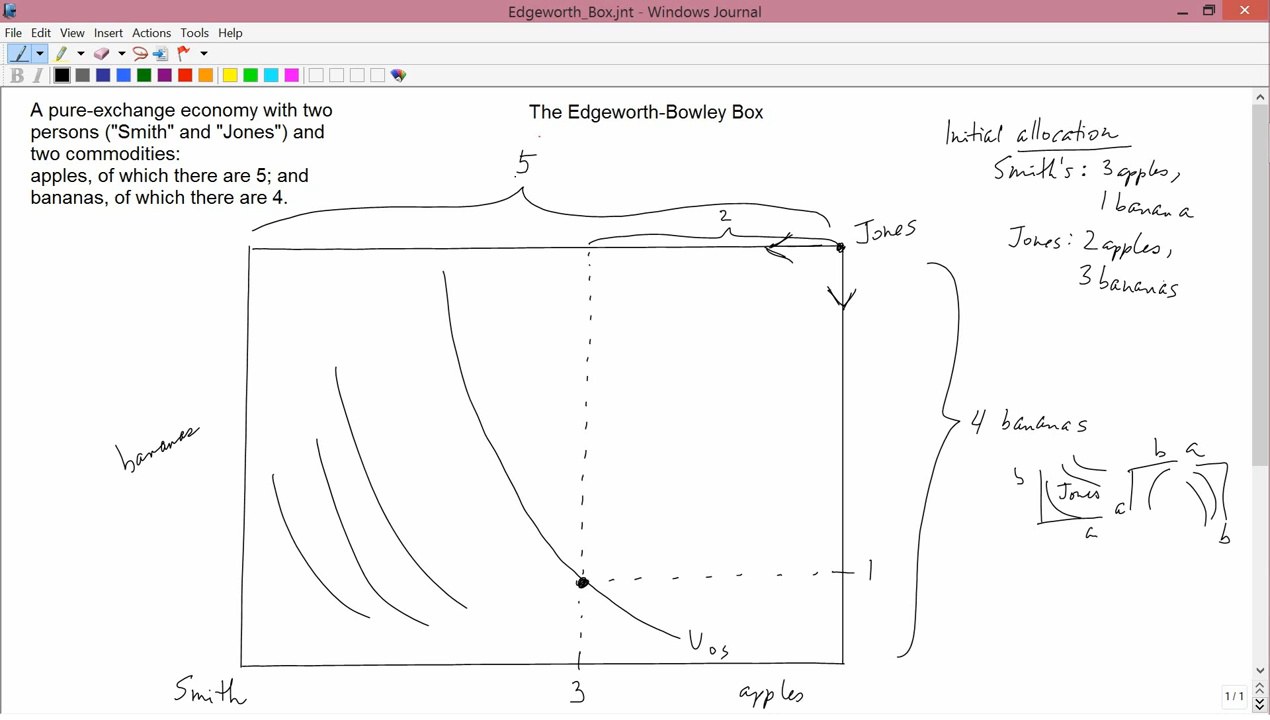 Edgeworth_Box.jnt - Windows Journal
File Edit View Insert Actions Tools Help
B I
A pure-exchange economy with two
persons ("Smith" and "Jones") and
two commodities:
apples, of which there are 5; and
bananas, of which there are 4.
The Edgeworth-Bowley Box
Initial allocation
Smith's: 3 apples,
1 banana
Jones: 2 apples,
3 bananas
5
2
Jones
bananas
4 bananas
b a
b
Jones
a
a
b
1
U0S
Smith
3
apples
1 / 1